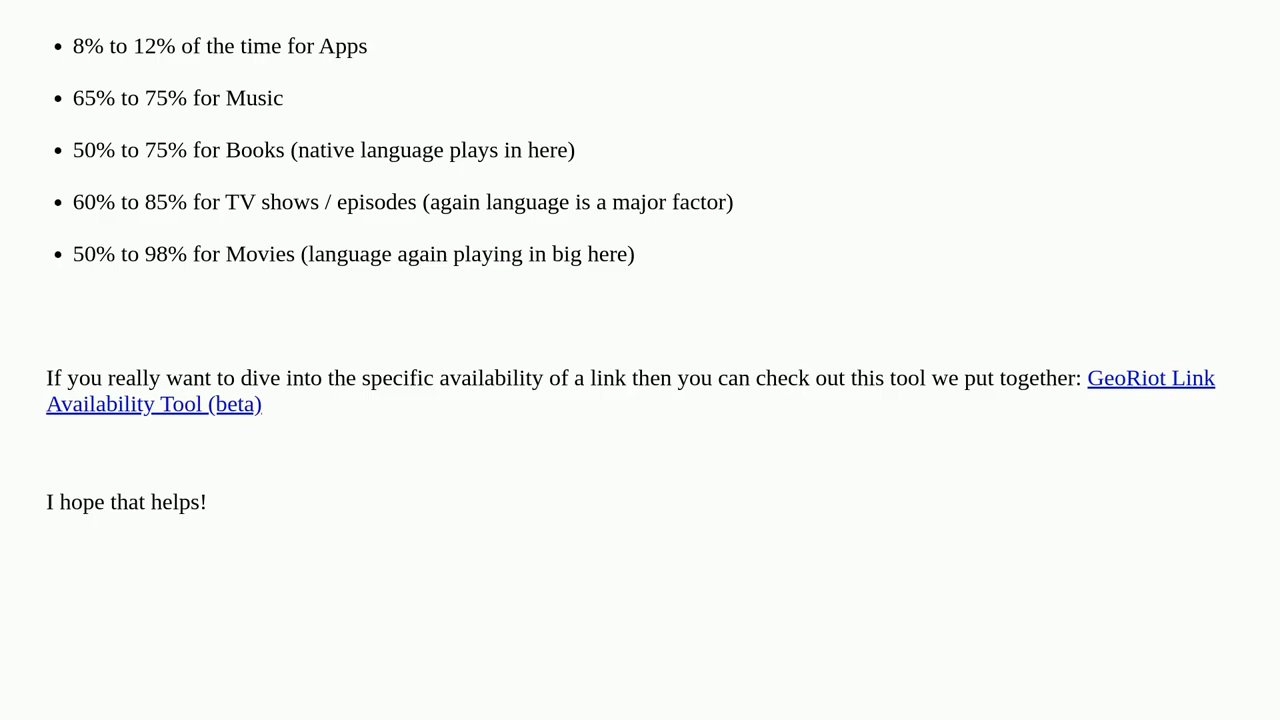 • 8% to 12% of the time for Apps
• 65% to 75% for Music
• 50% to 75% for Books (native language plays in here)
• 60% to 85% for TV shows / episodes (again language is a major factor)
• 50% to 98% for Movies (language again playing in big here)
If you really want to dive into the specific availability of a link then you can check out this tool we put together: GeoRiot Link
Availability Tool (beta)
I hope that helps!